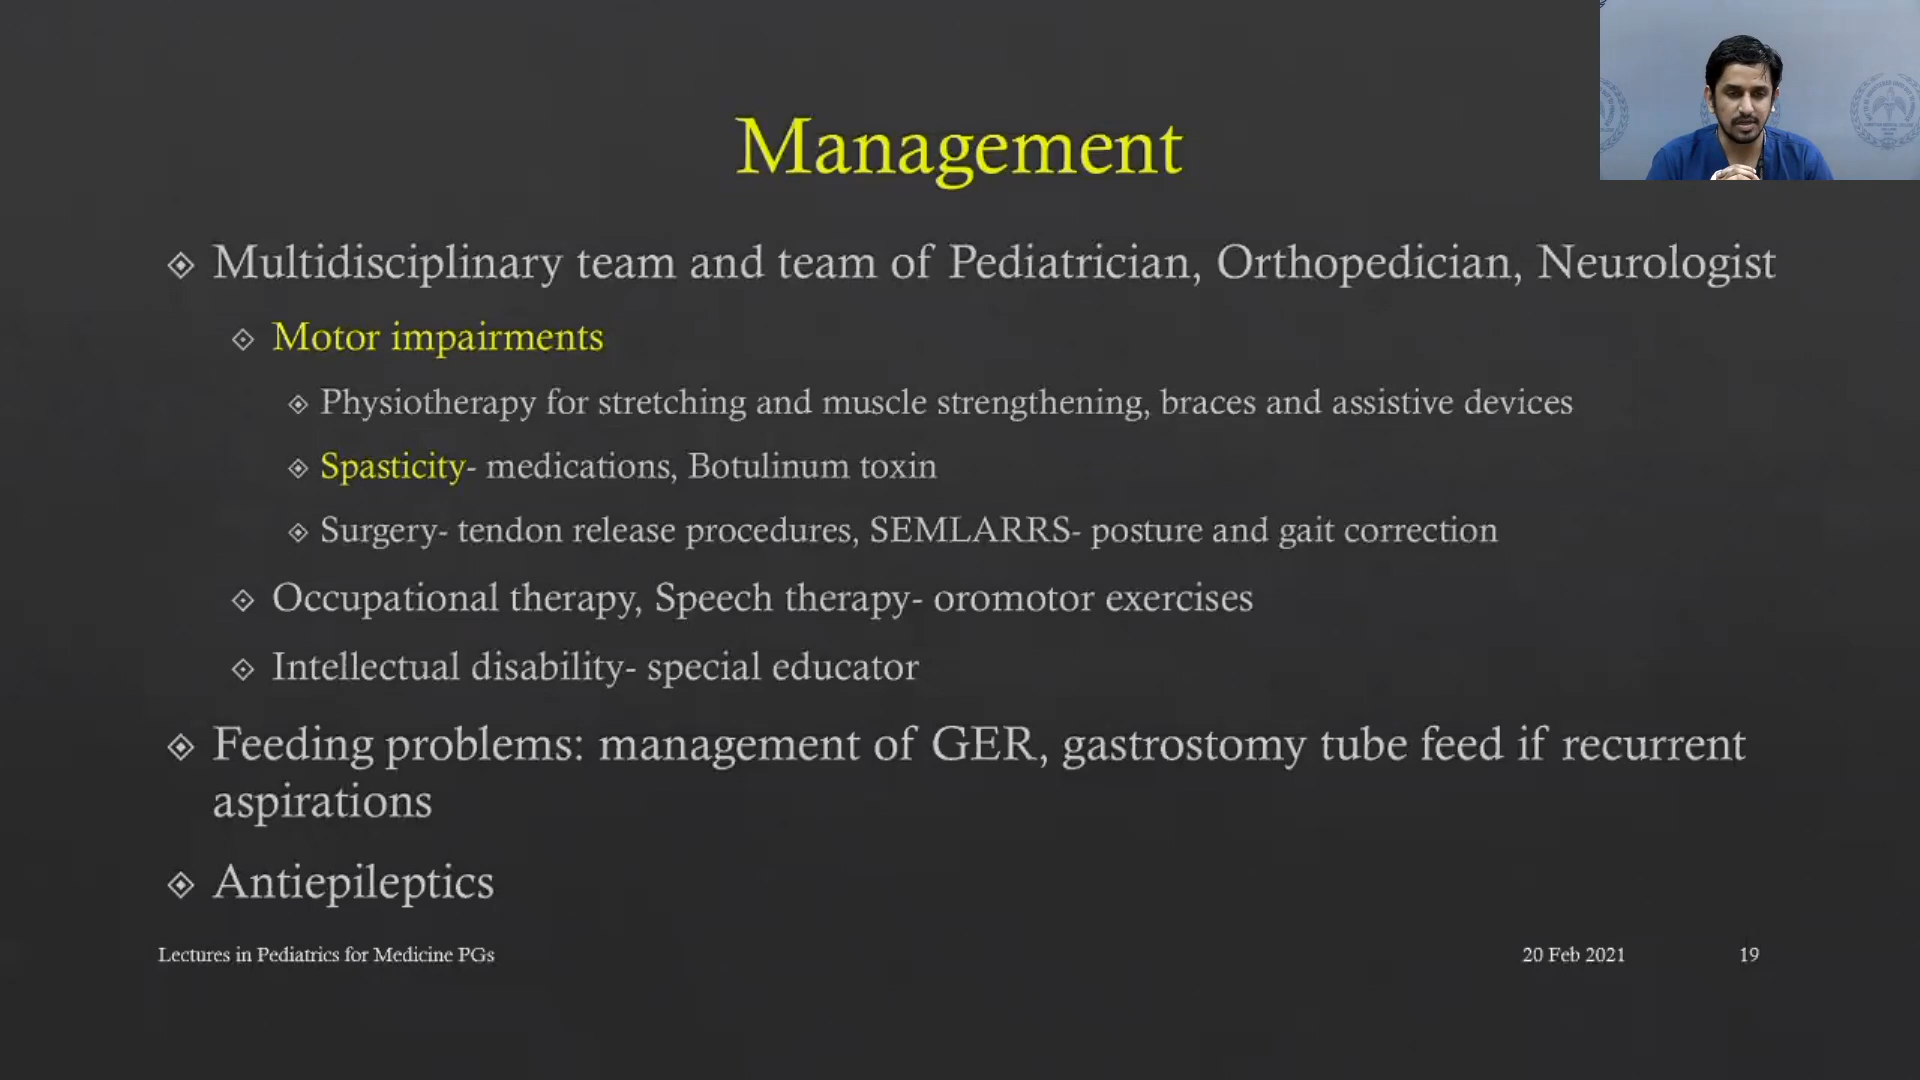 Management
Multidisciplinary team and team of Pediatrician, Orthopedician, Neurologist
Motor impairments
Physiotherapy for stretching and muscle strengthening, braces and assistive devices
Spasticity- medications, Botulinum toxin
Surgery- tendon release procedures, SEMLARRS- posture and gait correction
Occupational therapy, Speech therapy- oromotor exercises
Intellectual disability- special educator
Feeding problems: management of GER, gastrostomy tube feed if recurrent
aspirations
Antiepileptics
Lectures in Pediatrics for Medicine PGs
20 Feb 2021
19